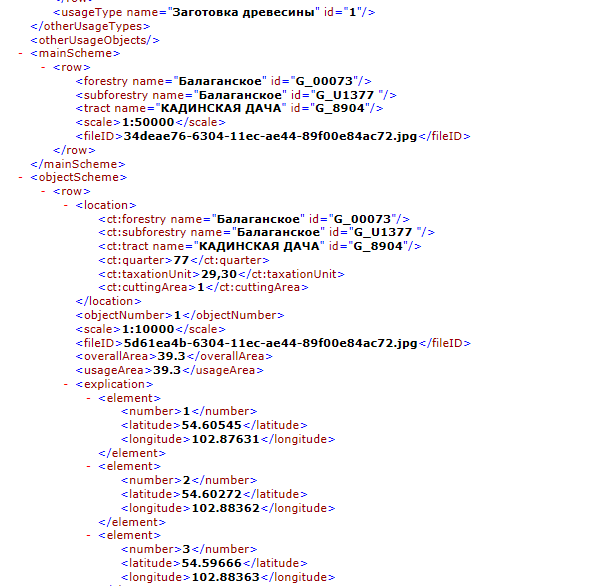 </row>
<usageType name="Заготовка древесины" id="1"/>
</otherUsageTypes>
<otherUsageObjects/>
- <mainScheme>
- <row>
<forestry name="Балаганское" id="G_00073"/>
<subforestry name="Балаганское" id="G_U1377 "/>
<tract name="КАДИНСКАЯ ДАЧА" id="G_8904"/>
<scale>1:50000</scale>
<fileID>34deae76-6304-11ec-ae44-89f00e84ac72.jpg</fileID>
</row>
</mainScheme>
- <objectScheme>
- <row>
- <location>
<ct:forestry name="Балаганское" id="G_00073"/>
<ct:subforestry name="Балаганское" id="G_U1377 "/>
<ct:tract name="КАДИНСКАЯ ДАЧА" id="G_8904"/>
<ct:quarter>77</ct:quarter>
<ct:taxationUnit>29,30</ct:taxationUnit>
<ct:cuttingArea>1</ct:cuttingArea>
</location>
<objectNumber>1</objectNumber>
<scale>1:10000</scale>
<fileID>5d61ea4b-6304-11ec-ae44-89f00e84ac72.jpg</fileID>
<overallArea>39.3</overallArea>
<usageArea>39.3</usageArea>
- <explication>
- <element>
<number>1</number>
<latitude>54.60545</latitude>
<longitude>102.87631</longitude>
</element>
- <element>
<number>2</number>
<latitude>54.60272</latitude>
<longitude>102.88362</longitude>
</element>
- <element>
<number>3</number>
<latitude>54.59666</latitude>
<longitude>102.88363</longitude>